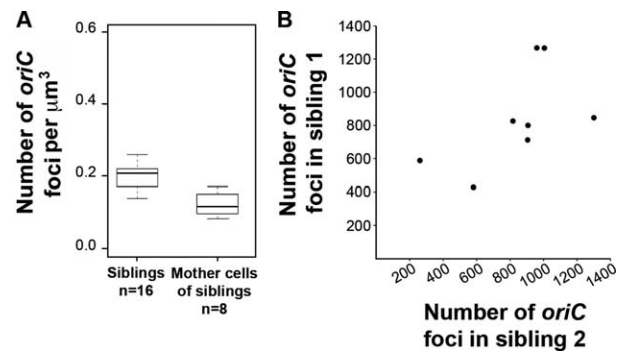 A
Number of oriC
foci per μm3
0.6
0.4
0.2
0.0
Siblings
n=16
Mother cells
of siblings
n=8
B
Number of oriC
foci in sibling 1
1400
1200
1000
800
600
400
200
200
400
600
800
1000
1200
1400
Number of oriC
foci in sibling 2